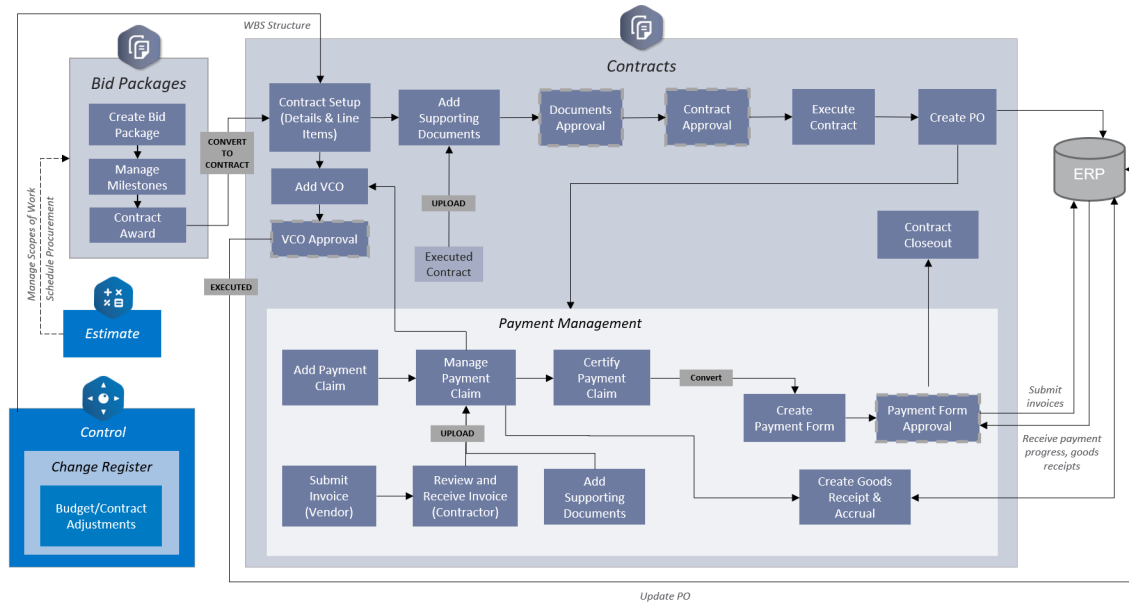 WBS Structure
Bid Packages
Create Bid
Package
Manage
Milestones
Contract
Award
CONVERT
TO
CONTRACT
Manage Scopes of Work
Schedule Procurement
Estimate
Control
Change Register
Budget/Contract
Adjustments
Contracts
Contract Setup
(Details & Line
Items)
Add
Supporting
Documents
Documents
Approval
Contract
Approval
Execute
Contract
Create PO
ERP
Add VCO
VCO Approval
EXECUTED
UPLOAD
Executed
Contract
Contract
Closeout
Payment Management
Add Payment
Claim
Manage
Payment
Claim
Certify
Payment
Claim
Convert
Create
Payment Form
Payment Form
Approval
Submit
invoices
Receive payment
progress, goods
receipts
UPLOAD
Submit
Invoice
(Vendor)
Review and
Receive Invoice
(Contractor)
Add
Supporting
Documents
Create Goods
Receipt &
Accrual
Update PO